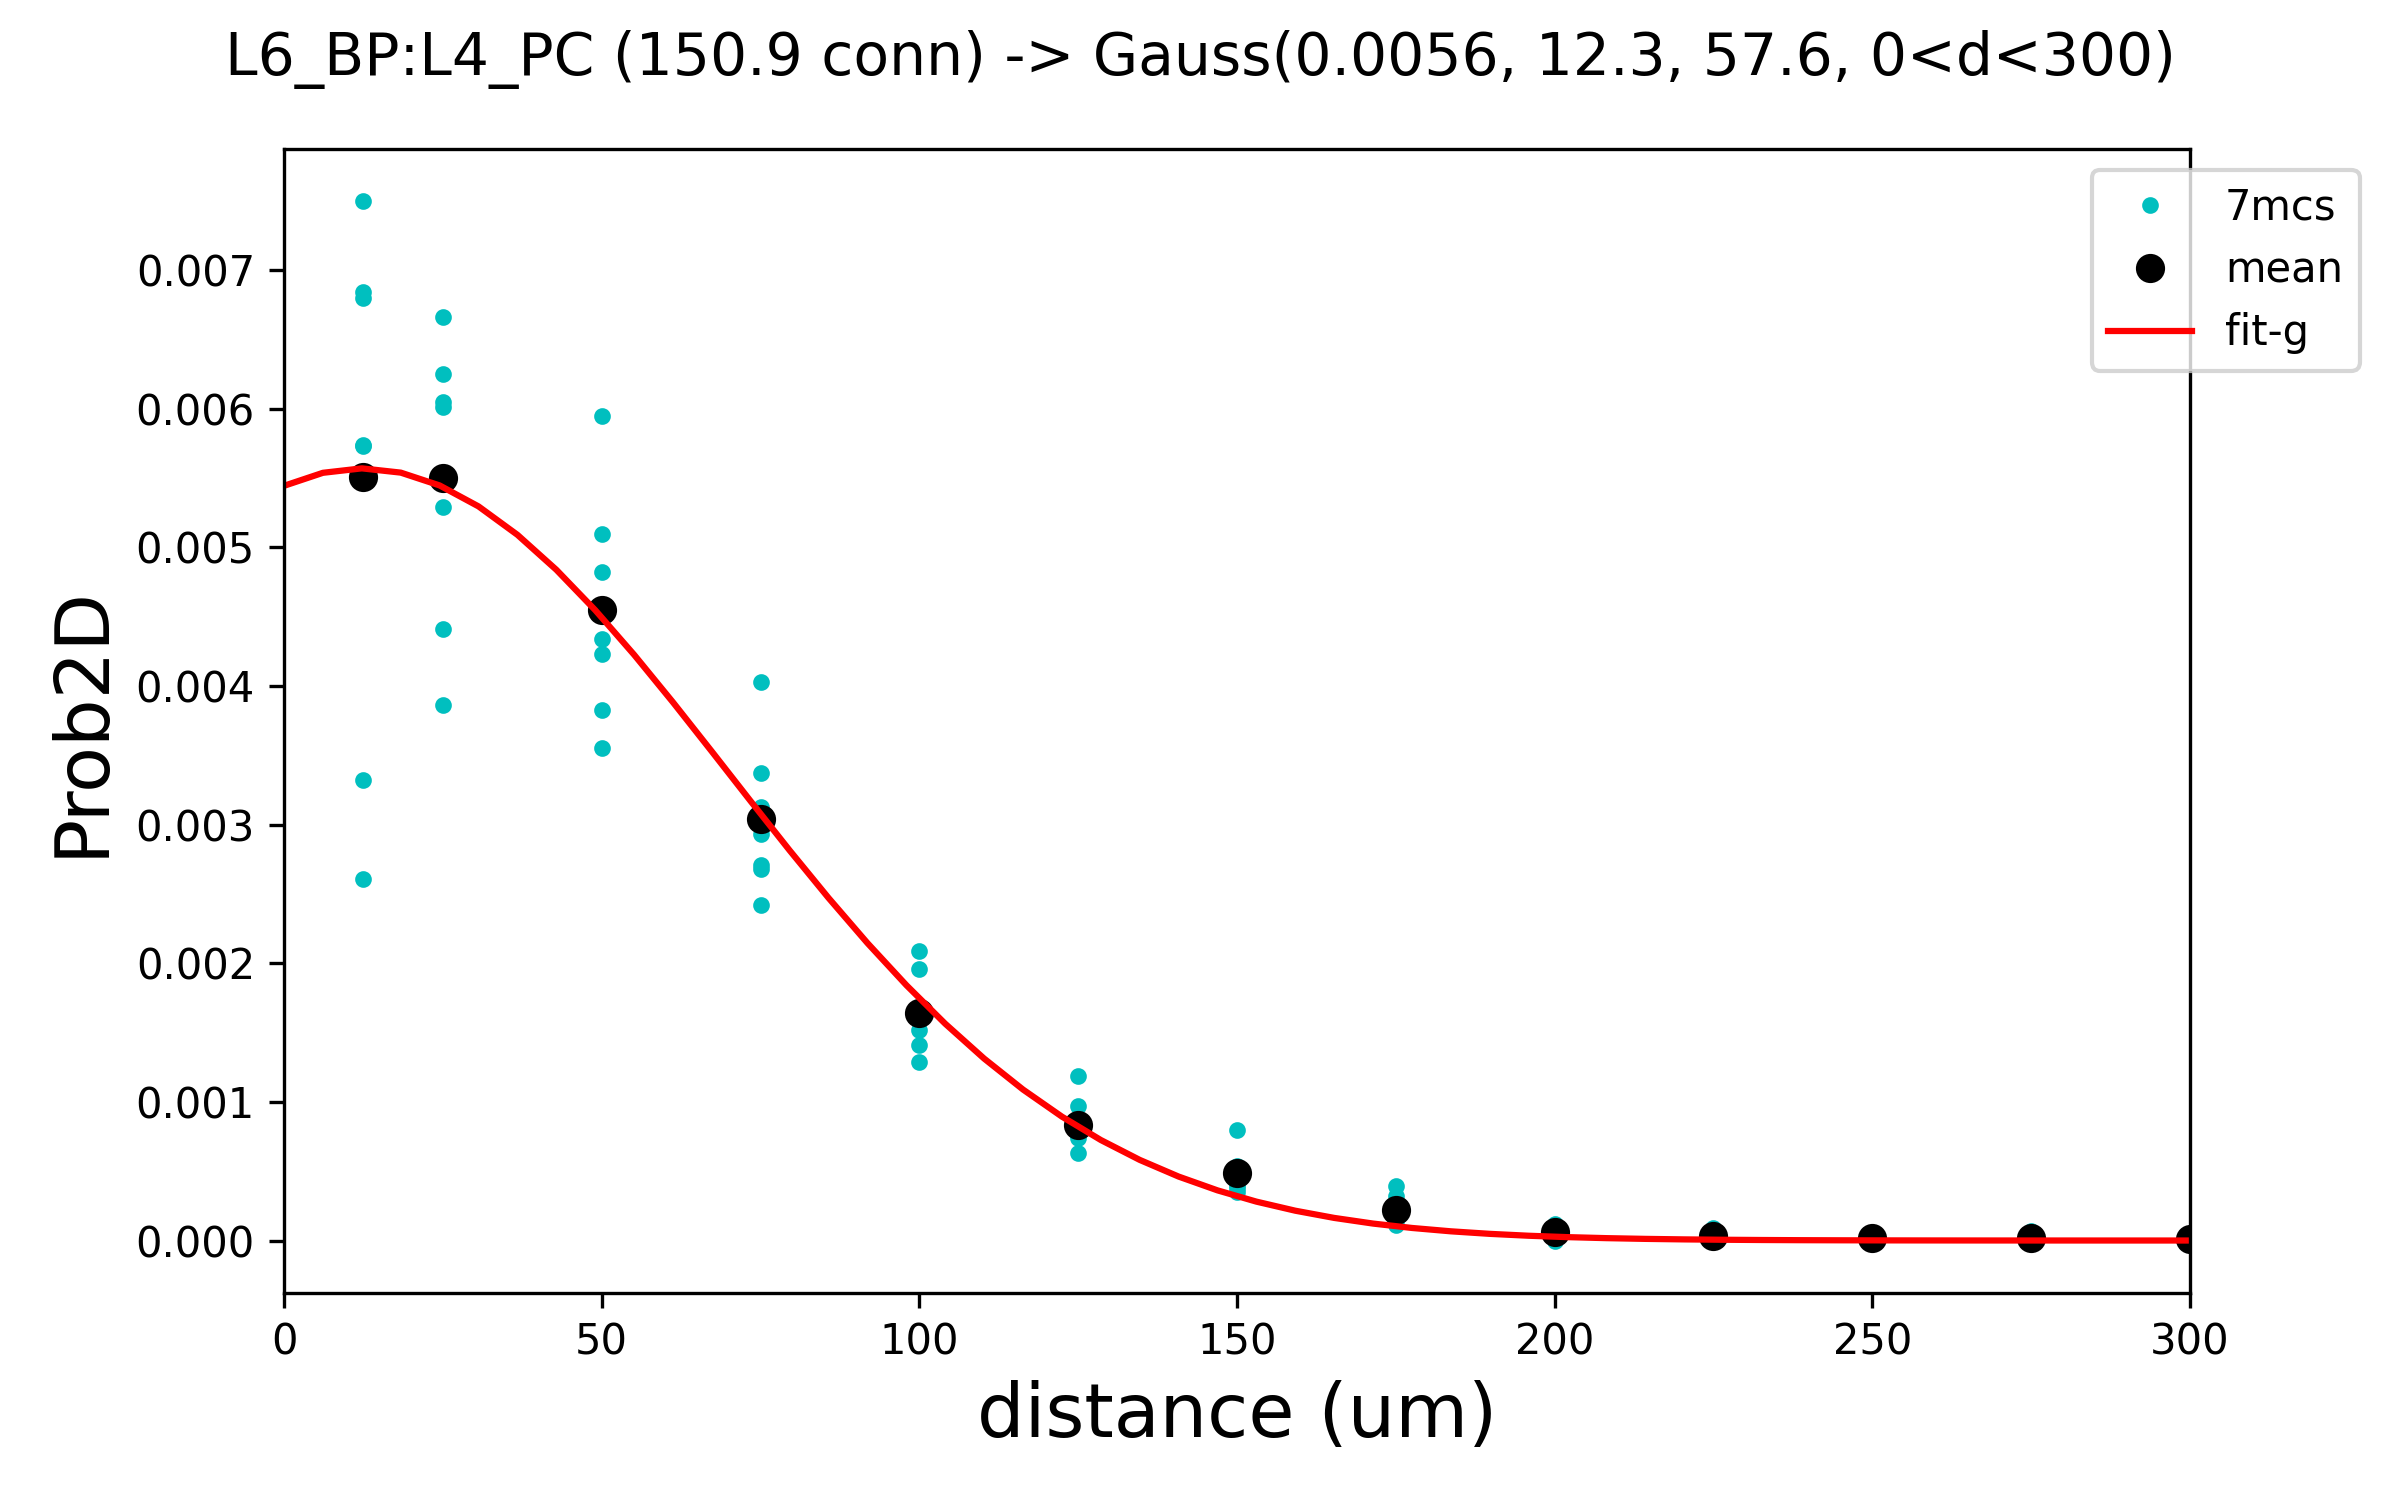 L6_BP:L4_PC (150.9 conn) -> Gauss(0.0056, 12.3, 57.6, 0<d<300)
7mcs
mean
fit-g
Prob2D
0.007
0.006
0.005
0.004
0.003
0.002
0.001
0.000
0 50 100 150 200 250 300
distance (um)